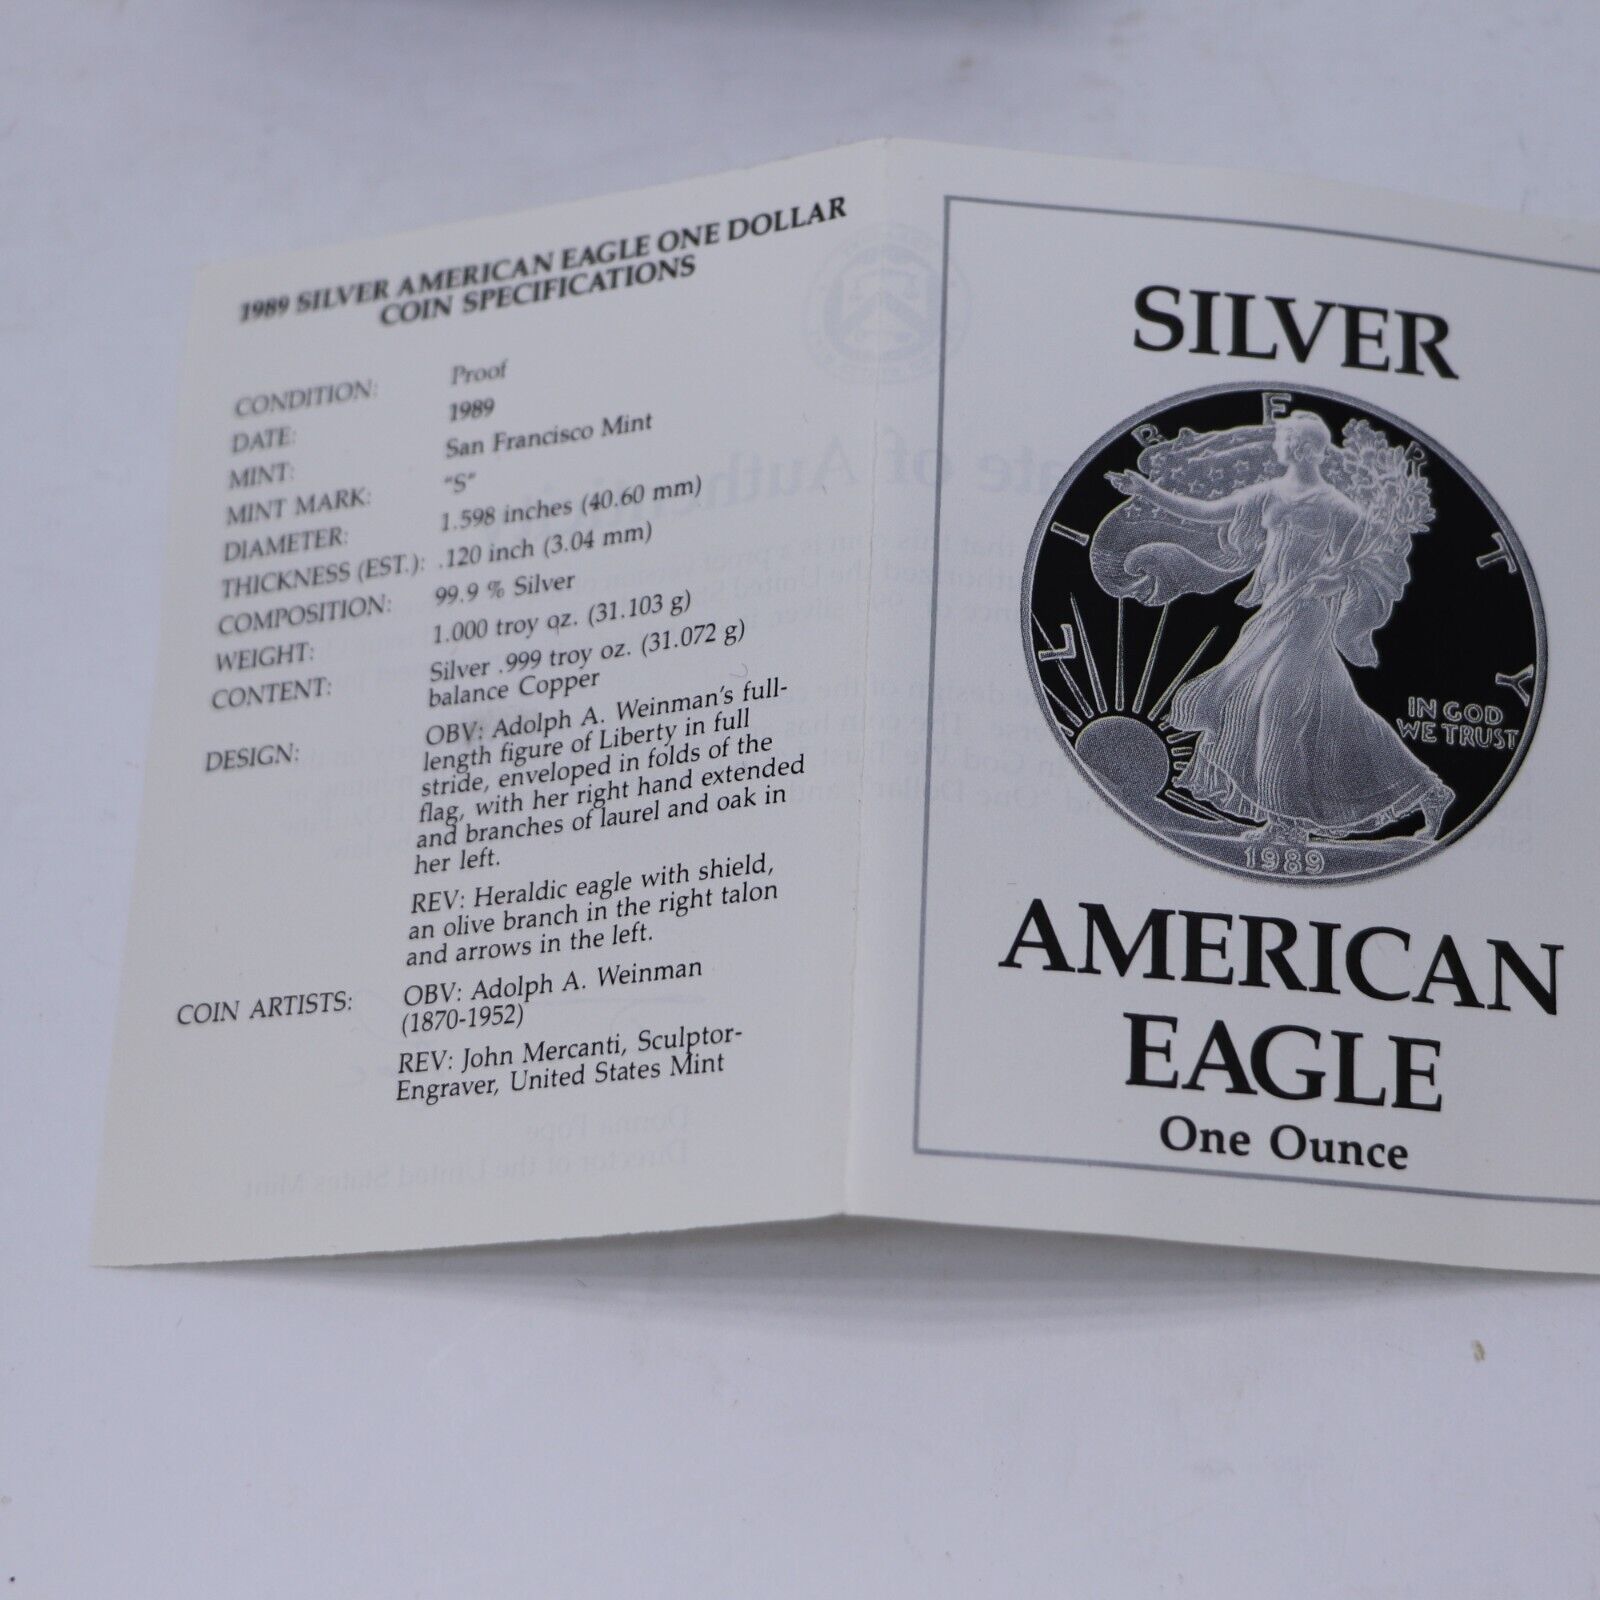 1989 SILVER AMERICAN EAGLE ONE DOLLAR
COIN SPECIFICATIONS
CONDITION: Proof
DATE: 1989
MINT: San Francisco Mint
MINT MARK: "S"
DIAMETER: 1.598 inches (40.60 mm)
THICKNESS (EST.): .120 inch (3.04 mm)
COMPOSITION: 99.9 % Silver
WEIGHT: 1.000 troy oz. (31.103 g)
CONTENT: Silver .999 troy oz. (31.072 g)
balance Copper
DESIGN: OBV: Adolph A. Weinman's full-
length figure of Liberty in full
stride, enveloped in folds of the
flag, with her right hand extended
and branches of laurel and oak in
her left.
REV: Heraldic eagle with shield,
an olive branch in the right talon
and arrows in the left.
COIN ARTISTS: OBV: Adolph A. Weinman
(1870-1952)
REV: John Mercanti, Sculptor-
Engraver, United States Mint
SILVER
LIBERTY
IN GOD
WE TRUST
1989
AMERICAN
EAGLE
One Ounce